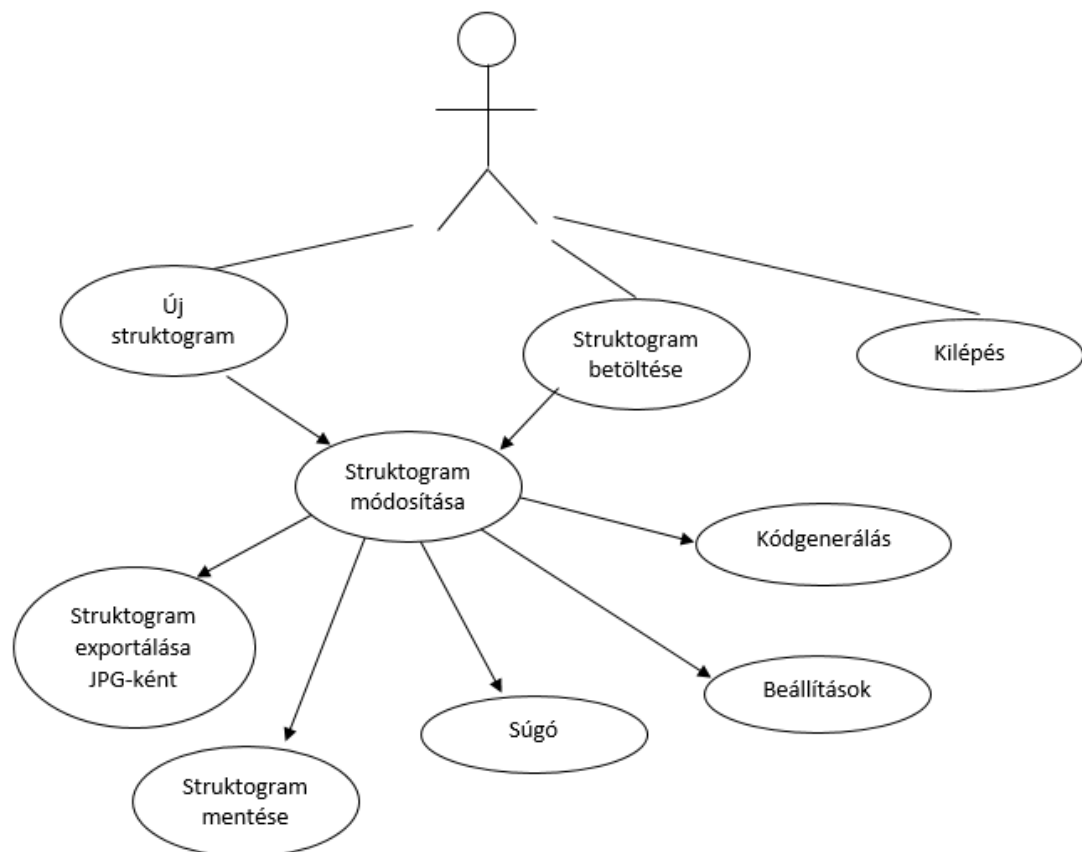 Új
struktogram
Struktogram
betöltése
Kilépés
Struktogram
módosítása
Kódgenerálás
Struktogram
exportálása
JPG-ként
Beállítások
Súgó
Struktogram
mentése